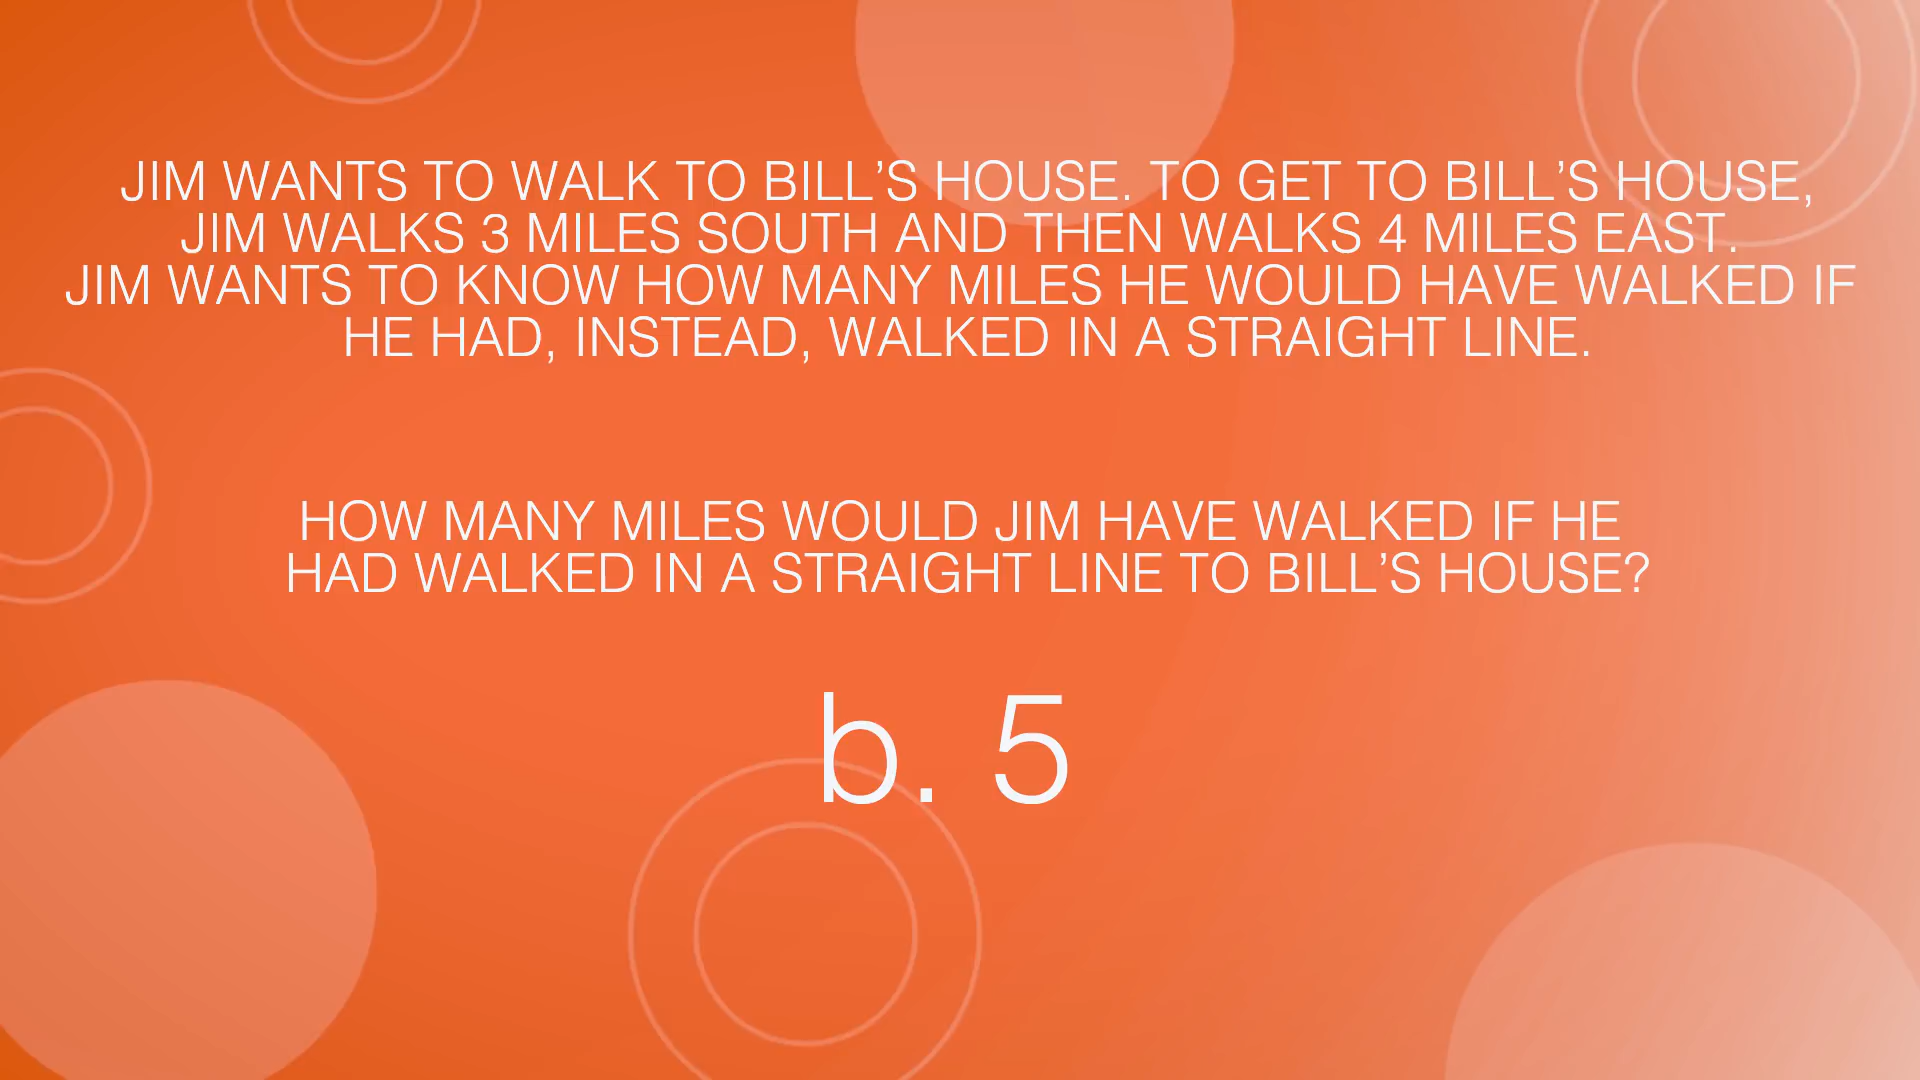 JIM WANTS TO WALK TO BILL’S HOUSE. TO GET TO BILL’S HOUSE,
JIM WALKS 3 MILES SOUTH AND THEN WALKS 4 MILES EAST.
JIM WANTS TO KNOW HOW MANY MILES HE WOULD HAVE WALKED IF
HE HAD, INSTEAD, WALKED IN A STRAIGHT LINE.
HOW MANY MILES WOULD JIM HAVE WALKED IF HE
HAD WALKED IN A STRAIGHT LINE TO BILL’S HOUSE?
b. 5